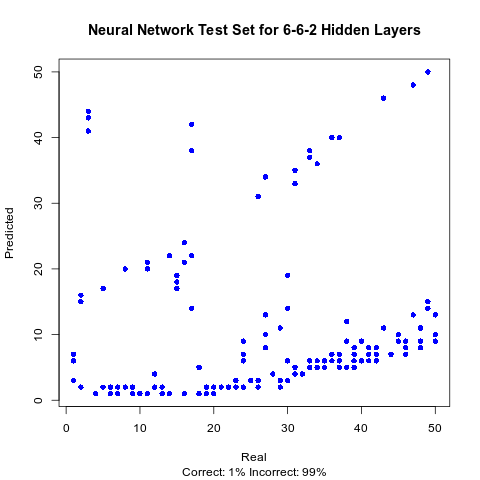 Neural Network Test Set for 6-6-2 Hidden Layers
Predicted
50
40
30
20
10
0
0 10 20 30 40 50
Real
Correct: 1% Incorrect: 99%